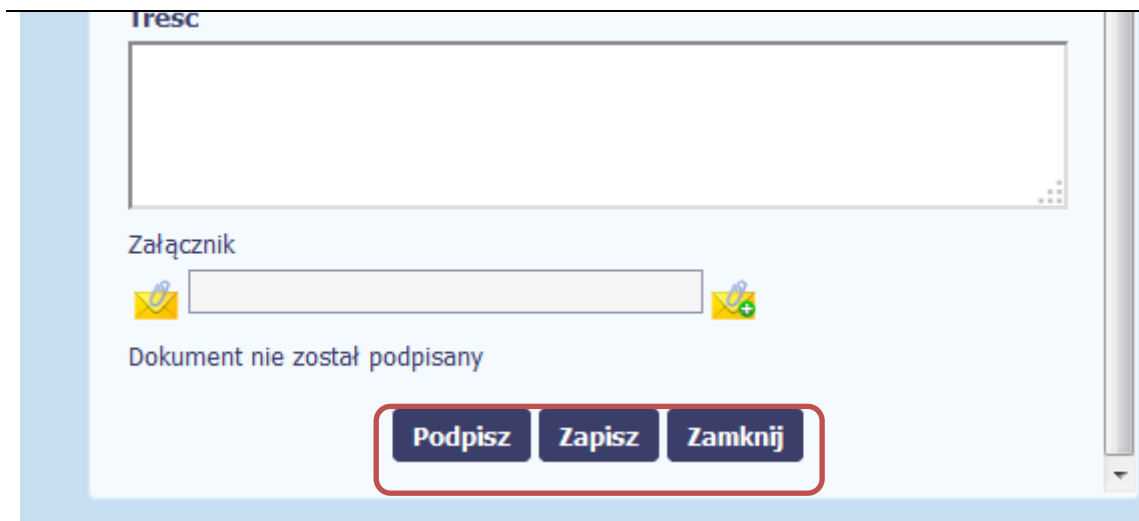 Treść
Załącznik
Dokument nie został podpisany
Podpisz Zapisz Zamknij